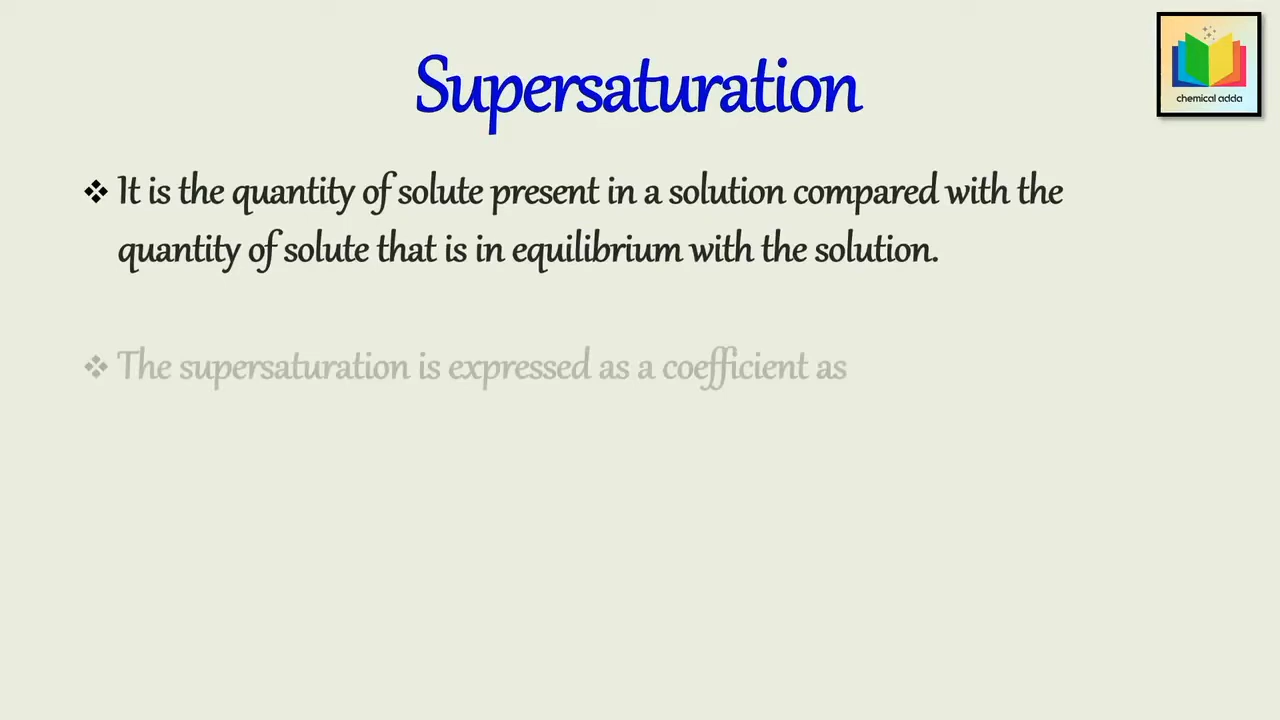 Supersaturation
chemical adda
❖ It is the quantity of solute present in a solution compared with the
quantity of solute that is in equilibrium with the solution.
❖ The supersaturation is expressed as a coefficient as